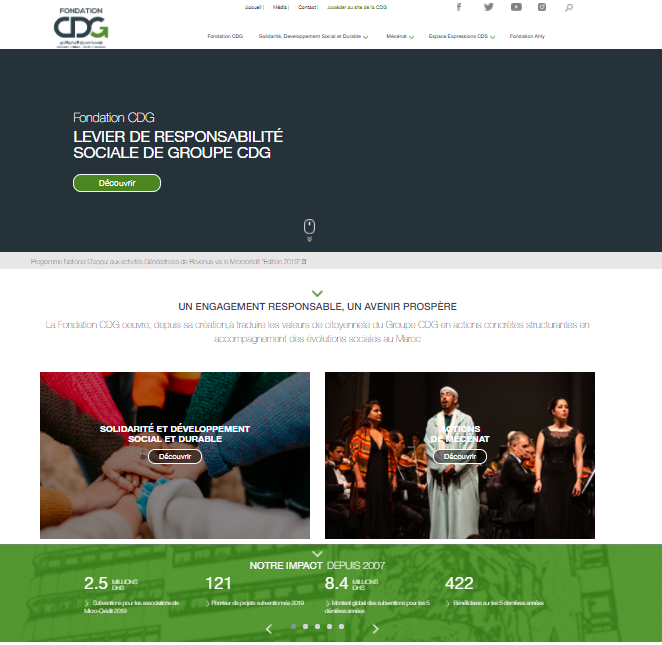 FONDATION
CDG
Accueil |
Média |
Contact |
Accéder au site de la CDG
Fondation CDG
Solidarité, Developpement Social et Durable
Mécénat
Espace Expressions CDG
Fondation Ahly
Fondation CDG
LEVIER DE RESPONSABILITÉ
SOCIALE DE GROUPE CDG
Découvrir
Programme National D'appui aux activités Génératrices de Revenus via le Microcrédit "Edition 2019"
UN ENGAGEMENT RESPONSABLE, UN AVENIR PROSPÈRE
La Fondation CDG oeuvre, depuis sa création,à traduire les valeurs de citoyenneté du Groupe CDG en actions concrètes structurantes en
accompagnement des évolutions sociales au Maroc
SOLIDARITÉ ET DÉVELOPPEMENT
SOCIAL ET DURABLE
Découvrir
ACTIONS
DE MÉCÉNAT
Découvrir
NOTRE IMPACT DEPUIS 2007
2.5 MILLIONS
DHS
Subventions pour les associations de
Micro-Crédit 2019
121
Porteur de projets subventionnés 2019
8.4 MILLIONS
DHS
Montant global des subventions pour les 5
dernières années
422
Bénéficiaires sur les 5 dernières années